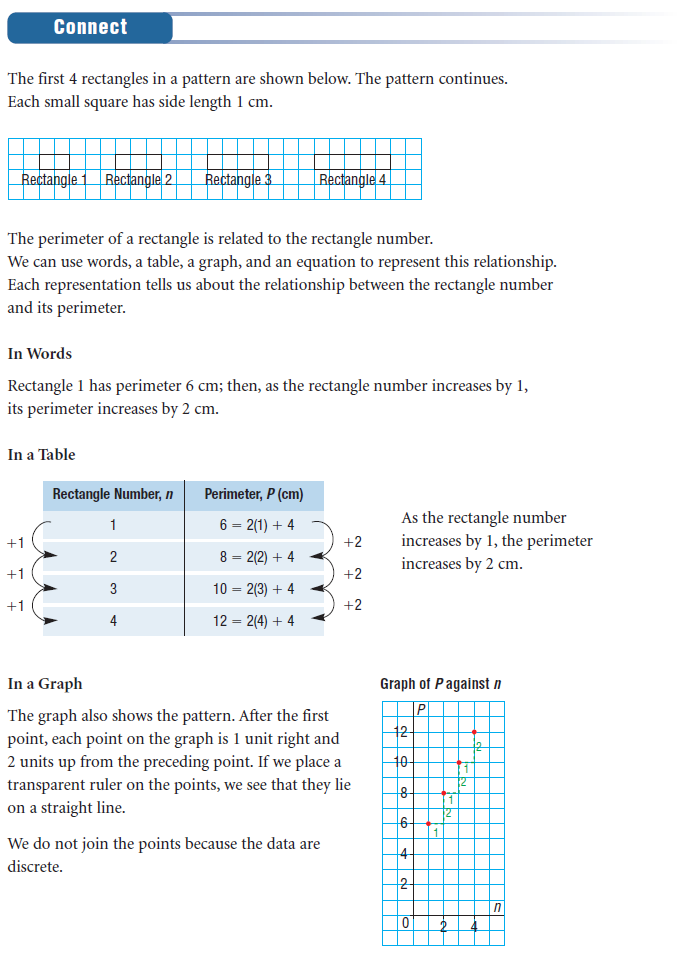 Connect
The first 4 rectangles in a pattern are shown below. The pattern continues.
Each small square has side length 1 cm.
Rectangle 1 Rectangle 2 Rectangle 3 Rectangle 4
The perimeter of a rectangle is related to the rectangle number.
We can use words, a table, a graph, and an equation to represent this relationship.
Each representation tells us about the relationship between the rectangle number
and its perimeter.
In Words
Rectangle 1 has perimeter 6 cm; then, as the rectangle number increases by 1,
its perimeter increases by 2 cm.
In a Table
Rectangle Number, n Perimeter, P (cm)
1 6 = 2(1) + 4
2 8 = 2(2) + 4
3 10 = 2(3) + 4
4 12 = 2(4) + 4
+1
+1
+1
+2
+2
+2
As the rectangle number
increases by 1, the perimeter
increases by 2 cm.
In a Graph
The graph also shows the pattern. After the first
point, each point on the graph is 1 unit right and
2 units up from the preceding point. If we place a
transparent ruler on the points, we see that they lie
on a straight line.
We do not join the points because the data are
discrete.
Graph of P against n
P
12
2
10
1
2
8
1
2
6
1
4
2
n
0 2 4